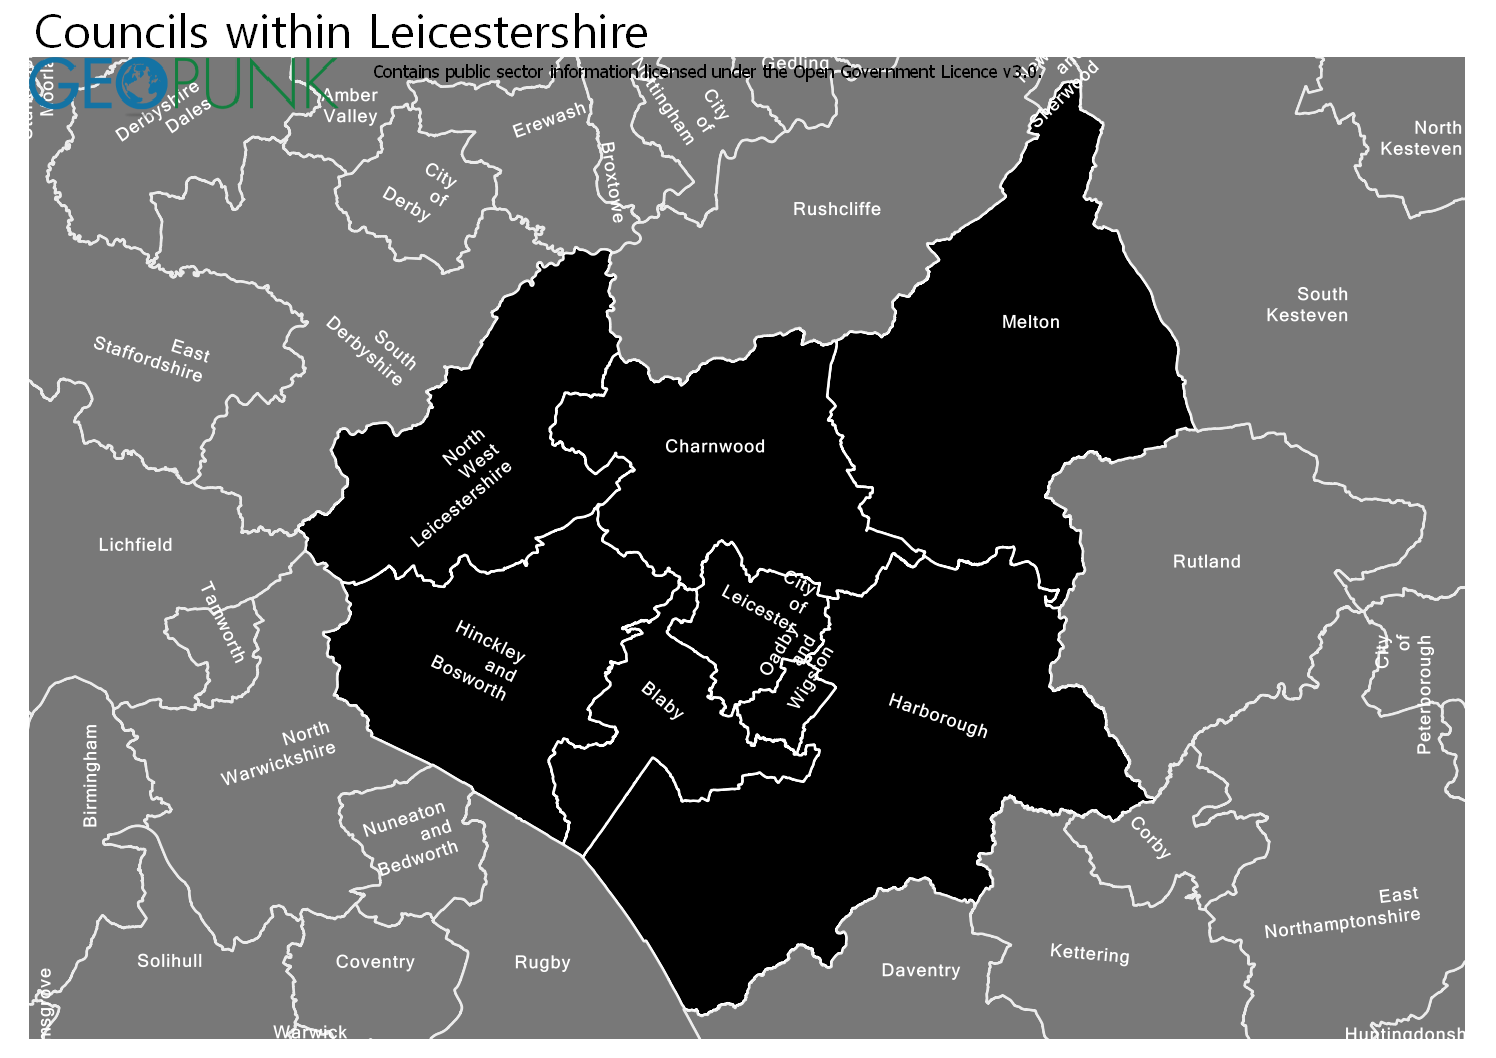 Councils within Leicestershire
GEOPUNK
Contains public sector information licensed under the Open Government Licence v3.0.
Gedling
Derbyshire
Dales
Amber
Valley
Erewash
Broxtowe
City
of
Nottingham
Sherwood
North
Kesteven
City
of
Derby
Rushcliffe
South
Kesteven
Melton
East
Staffordshire
South
Derbyshire
North
West
Leicestershire
Charnwood
Lichfield
Rutland
Tamworth
City
of
Leicester
Oadby
and
Wigston
Hinckley
and
Bosworth
Blaby
Harborough
City
of
Peterborough
Birmingham
North
Warwickshire
Nuneaton
and
Bedworth
Corby
East
Northamptonshire
Solihull
Coventry
Rugby
Daventry
Kettering
nsgrove
Warwick
Huntingdonsh